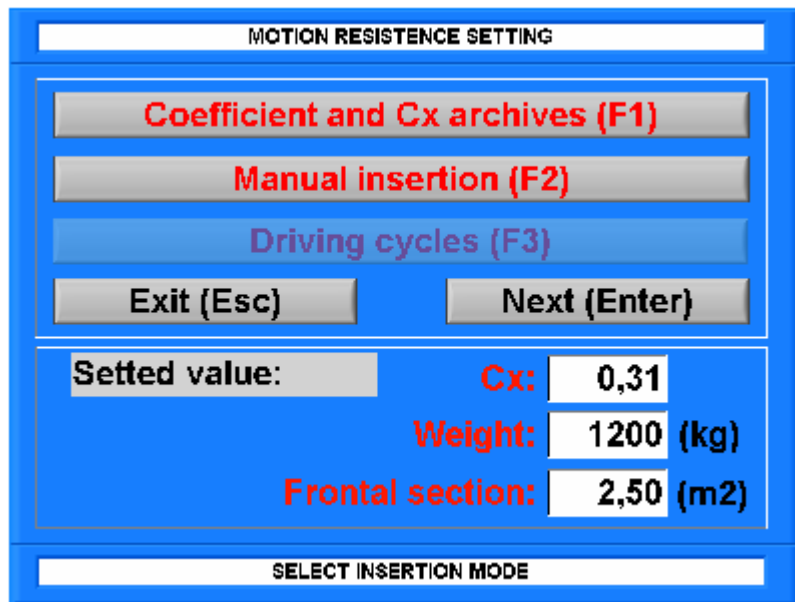 MOTION RESISTENCE SETTING
Coefficient and Cx archives (F1)
Manual insertion (F2)
Driving cycles (F3)
Exit (Esc) Next (Enter)
Setted value: Cx: 0,31
Weight: 1200 (kg)
Frontal section: 2,50 (m2)
SELECT INSERTION MODE